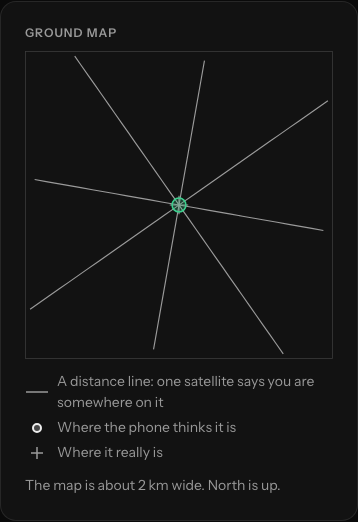 GROUND MAP
A distance line: one satellite says you are
somewhere on it
Where the phone thinks it is
Where it really is
The map is about 2 km wide. North is up.